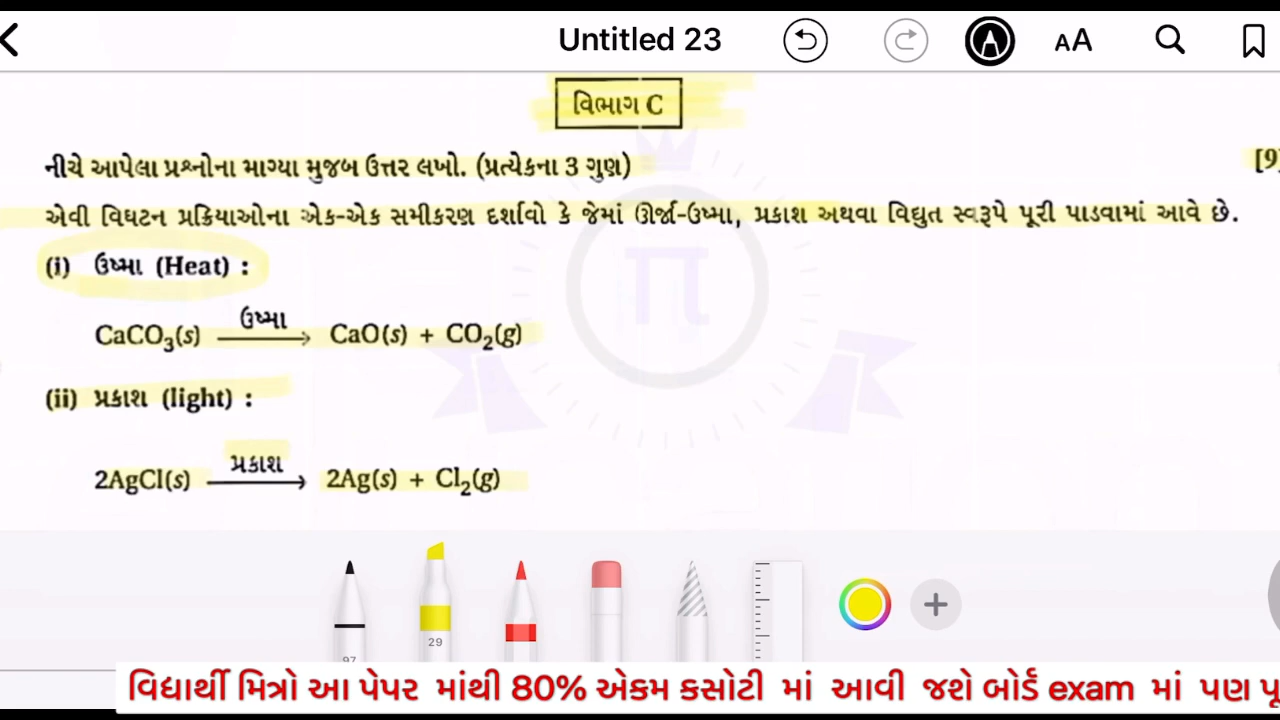 Untitled 23
AA
વિભાગ C
નીચે આપેલા પ્રશ્નોના માગ્યા મુજબ ઉત્તર લખો. (પ્રત્યેકના 3 ગુણ) [9]
એવી વિઘટન પ્રક્રિયાઓના એક-એક સમીકરણ દર્શાવો કે જેમાં ઊર્જા-ઉષ્મા, પ્રકાશ અથવા વિદ્યુત સ્વરૂપે પૂરી પાડવામાં આવે છે.
(i) ઉષ્મા (Heat) :
CaCO₃(s) ઉષ્મા → CaO(s) + CO₂(g)
(ii) પ્રકાશ (light) :
2AgCl(s) પ્રકાશ → 2Ag(s) + Cl₂(g)
π
97 29
વિદ્યાર્થી મિત્રો આ પેપર માંથી 80% એકમ કસોટી માં આવી જશે બોર્ડ exam માં પણ